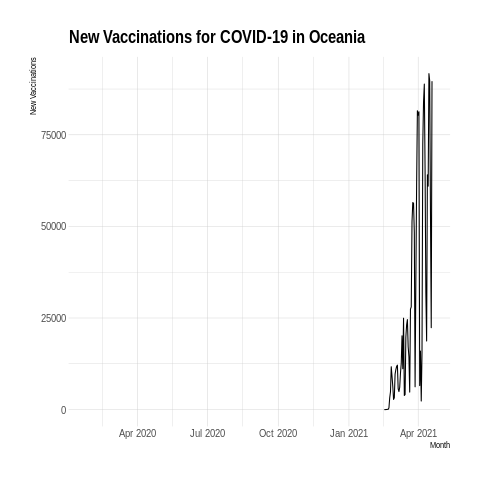 New Vaccinations for COVID-19 in Oceania
New Vaccinations
75000
50000
25000
0
Apr 2020 Jul 2020 Oct 2020 Jan 2021 Apr 2021
Month